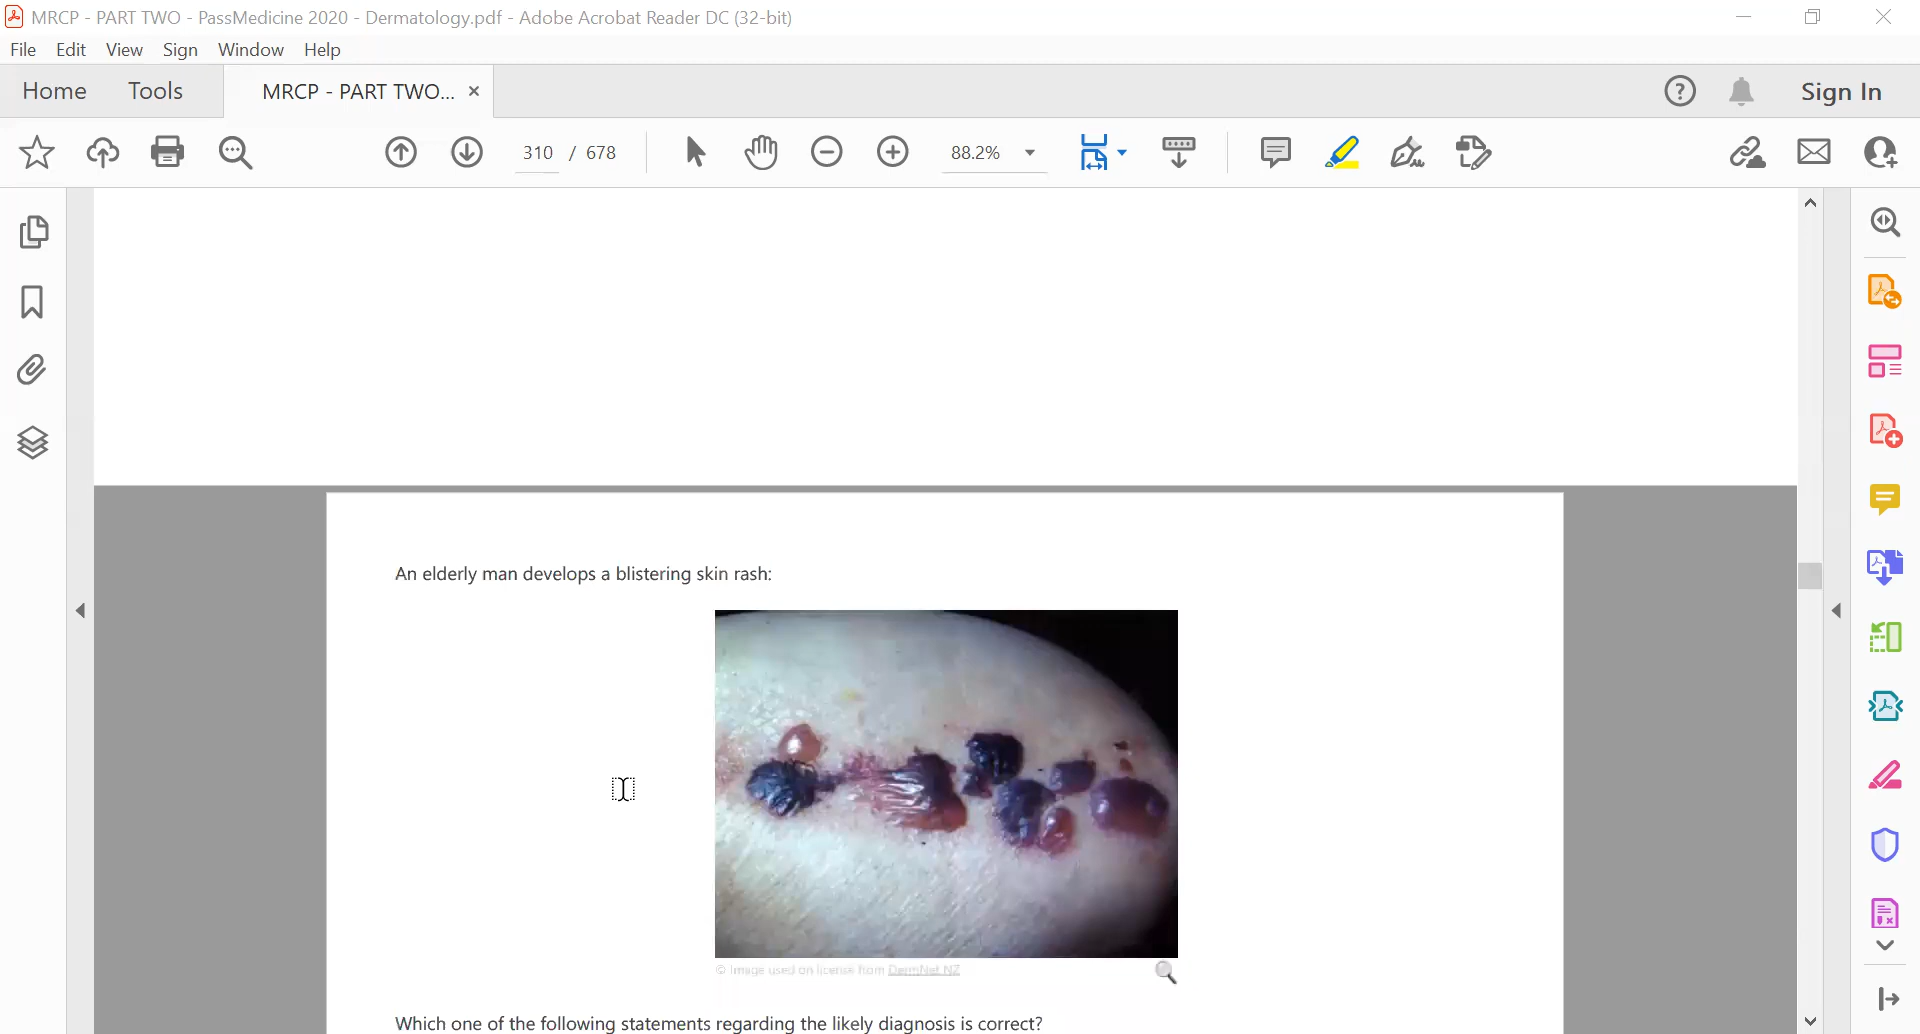 MRCP - PART TWO - PassMedicine 2020 - Dermatology.pdf - Adobe Acrobat Reader DC (32-bit)
File Edit View Sign Window Help
Home Tools MRCP - PART TWO... × Sign In
310 / 678 88.2%
An elderly man develops a blistering skin rash:
© Image used on license from DermNet NZ
Which one of the following statements regarding the likely diagnosis is correct?